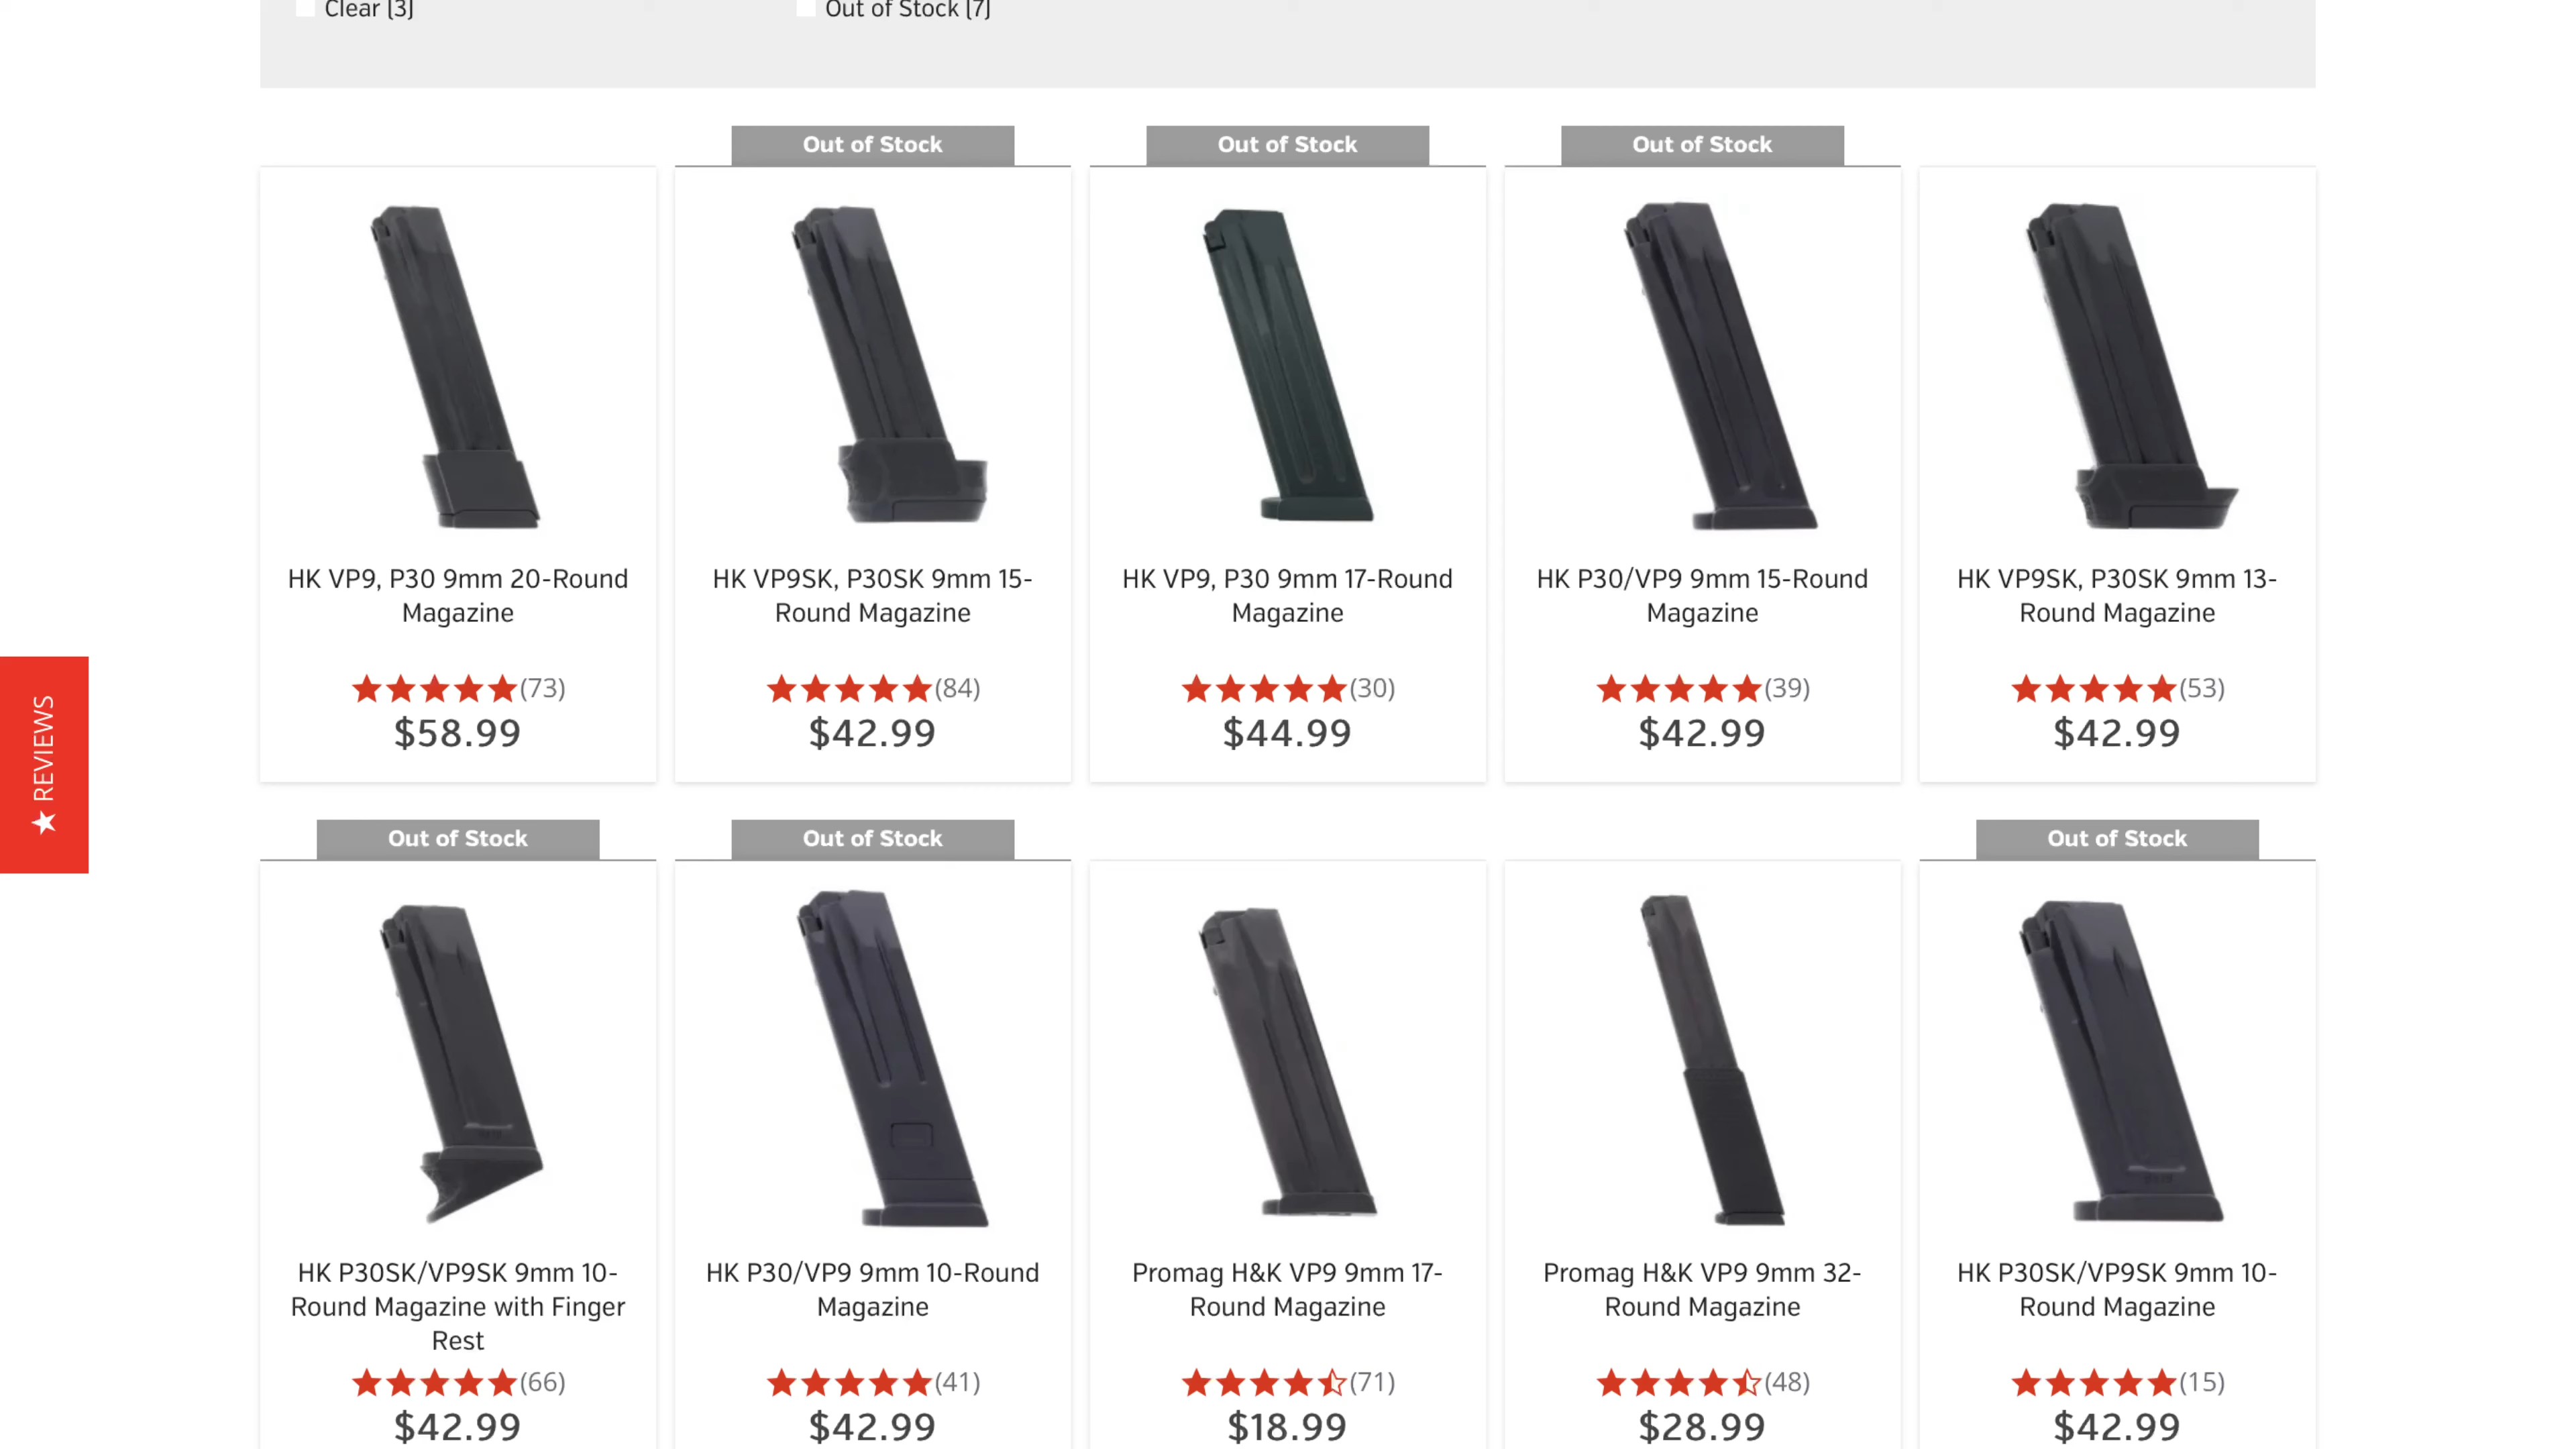 Clear (3)
Out of Stock (7)
Out of Stock
Out of Stock
Out of Stock
HK VP9, P30 9mm 20-Round
Magazine
(73)
$58.99
HK VP9SK, P30SK 9mm 15-
Round Magazine
(84)
$42.99
HK VP9, P30 9mm 17-Round
Magazine
(30)
$44.99
HK P30/VP9 9mm 15-Round
Magazine
(39)
$42.99
HK VP9SK, P30SK 9mm 13-
Round Magazine
(53)
$42.99
★ REVIEWS
Out of Stock
Out of Stock
Out of Stock
HK P30SK/VP9SK 9mm 10-
Round Magazine with Finger
Rest
(66)
$42.99
HK P30/VP9 9mm 10-Round
Magazine
(41)
$42.99
Promag H&K VP9 9mm 17-
Round Magazine
(71)
$18.99
Promag H&K VP9 9mm 32-
Round Magazine
(48)
$28.99
HK P30SK/VP9SK 9mm 10-
Round Magazine
(15)
$42.99